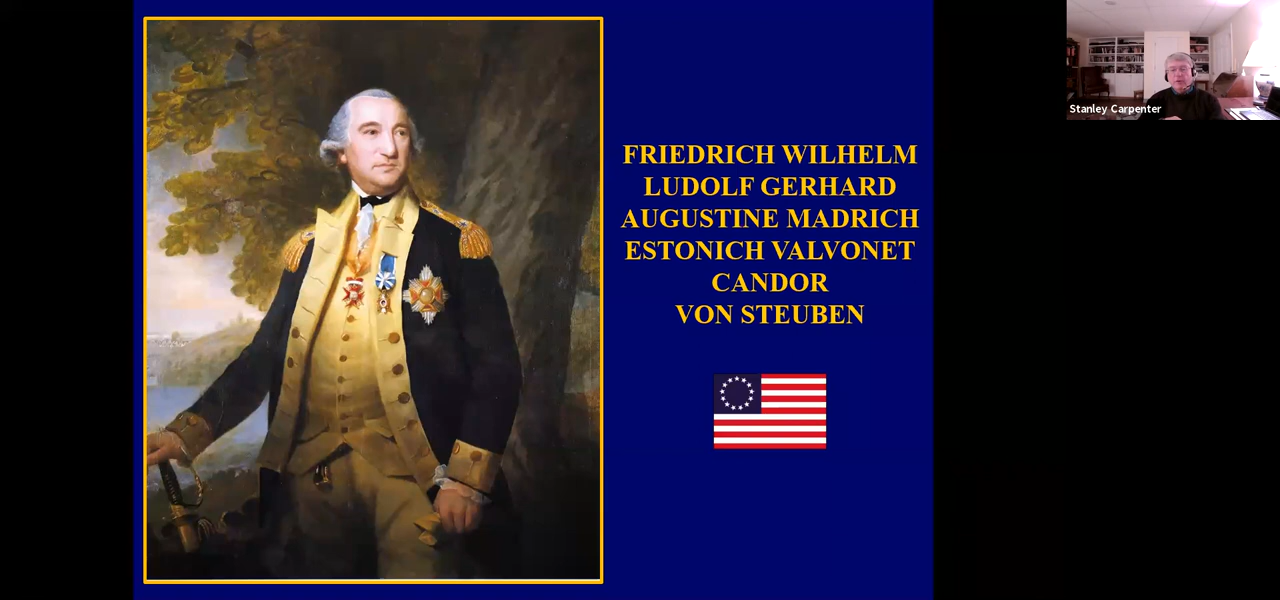 FRIEDRICH WILHELM
LUDOLF GERHARD
AUGUSTINE MADRICH
ESTONICH VALVONET
CANDOR
VON STEUBEN
Stanley Carpenter